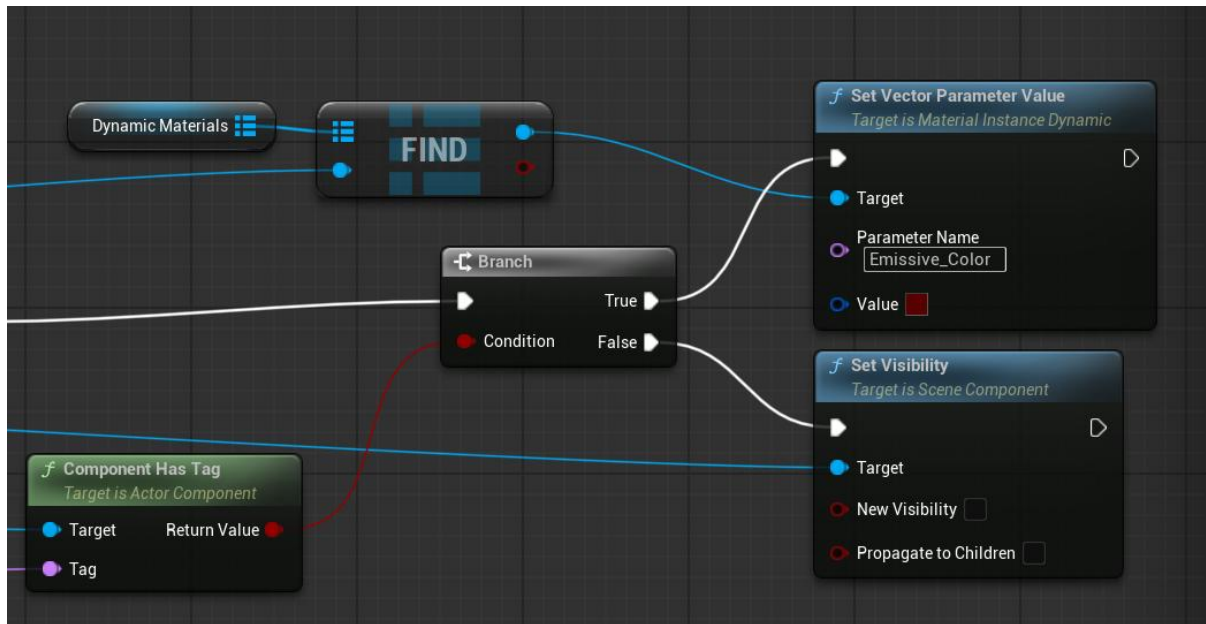 Dynamic Materials
FIND
Set Vector Parameter Value
Target is Material Instance Dynamic
Target
Parameter Name
Emissive_Color
Value
Branch
True
Condition
False
Set Visibility
Target is Scene Component
Target
New Visibility
Propagate to Children
Component Has Tag
Target is Actor Component
Target
Return Value
Tag